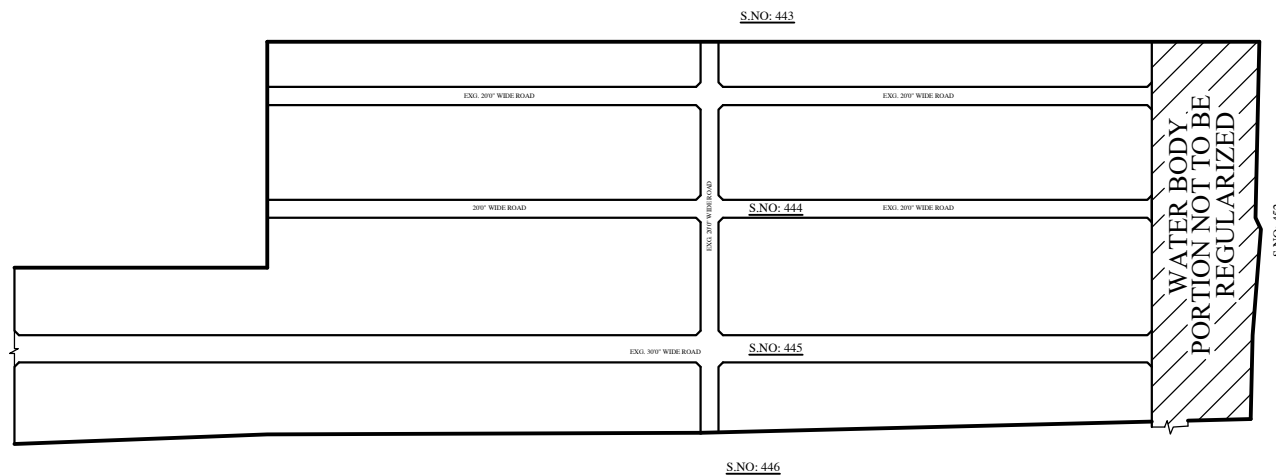 S.NO: 443
EXG. 20'0" WIDE ROAD
EXG. 20'0" WIDE ROAD
EXG. 20'0" WIDE ROAD
20'0" WIDE ROAD
S.NO: 444
EXG. 20'0" WIDE ROAD
WATER BODY
PORTION NOT TO BE
REGULARIZED
EXG. 30'0" WIDE ROAD
S.NO: 445
S.NO: 446